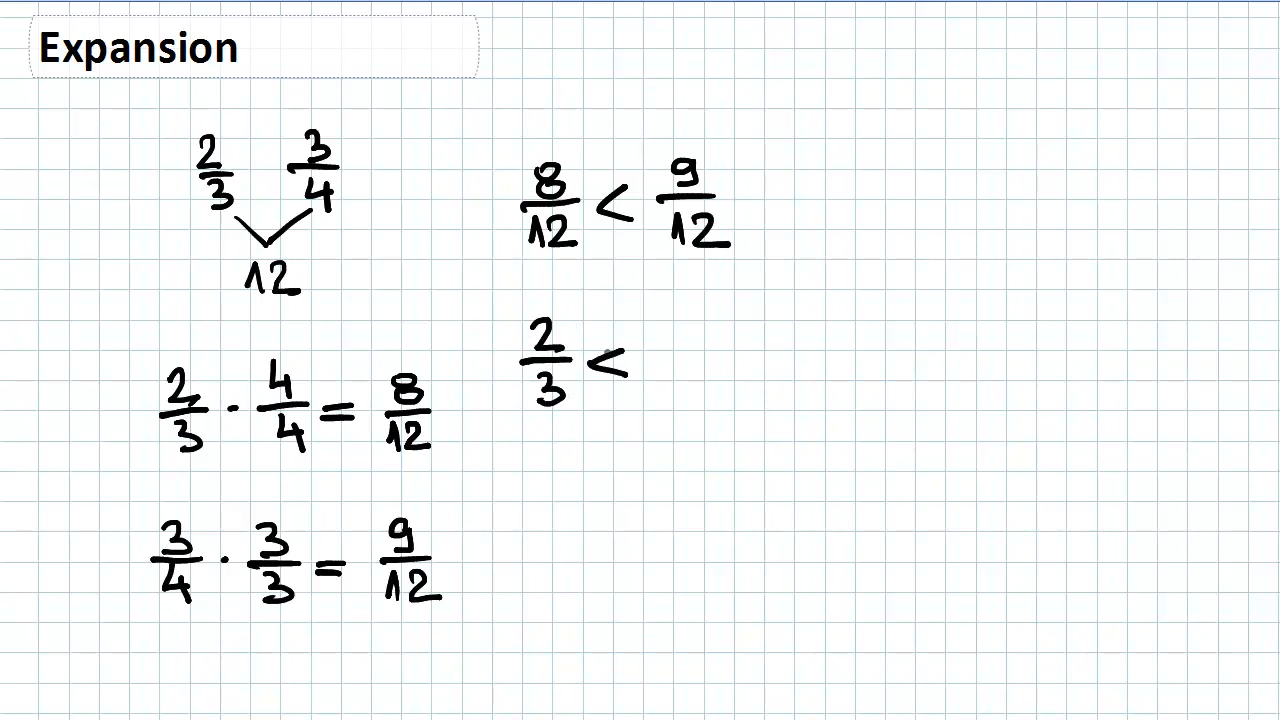 Expansion
2/3 3/4
12
2/3 · 4/4 = 8/12
3/4 · 3/3 = 9/12
8/12 < 9/12
2/3 <